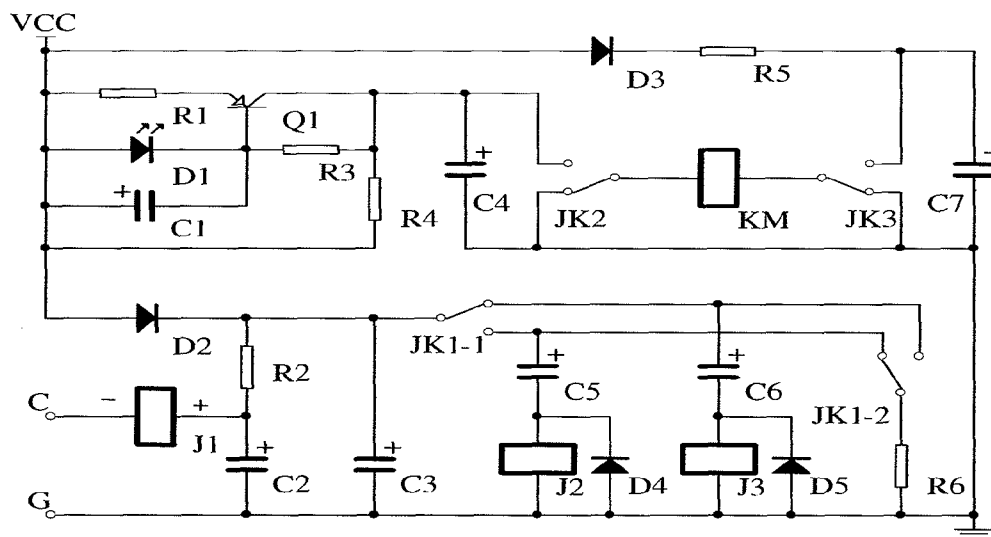 VCC
D3
R5
R1
Q1
D1
R3
+
C1
R4
+
C4
JK2
KM
JK3
C7
D2
R2
JK1-1
+
C5
+
C6
JK1-2
C
−
+
J1
+
C2
+
C3
J2
D4
J3
D5
R6
G